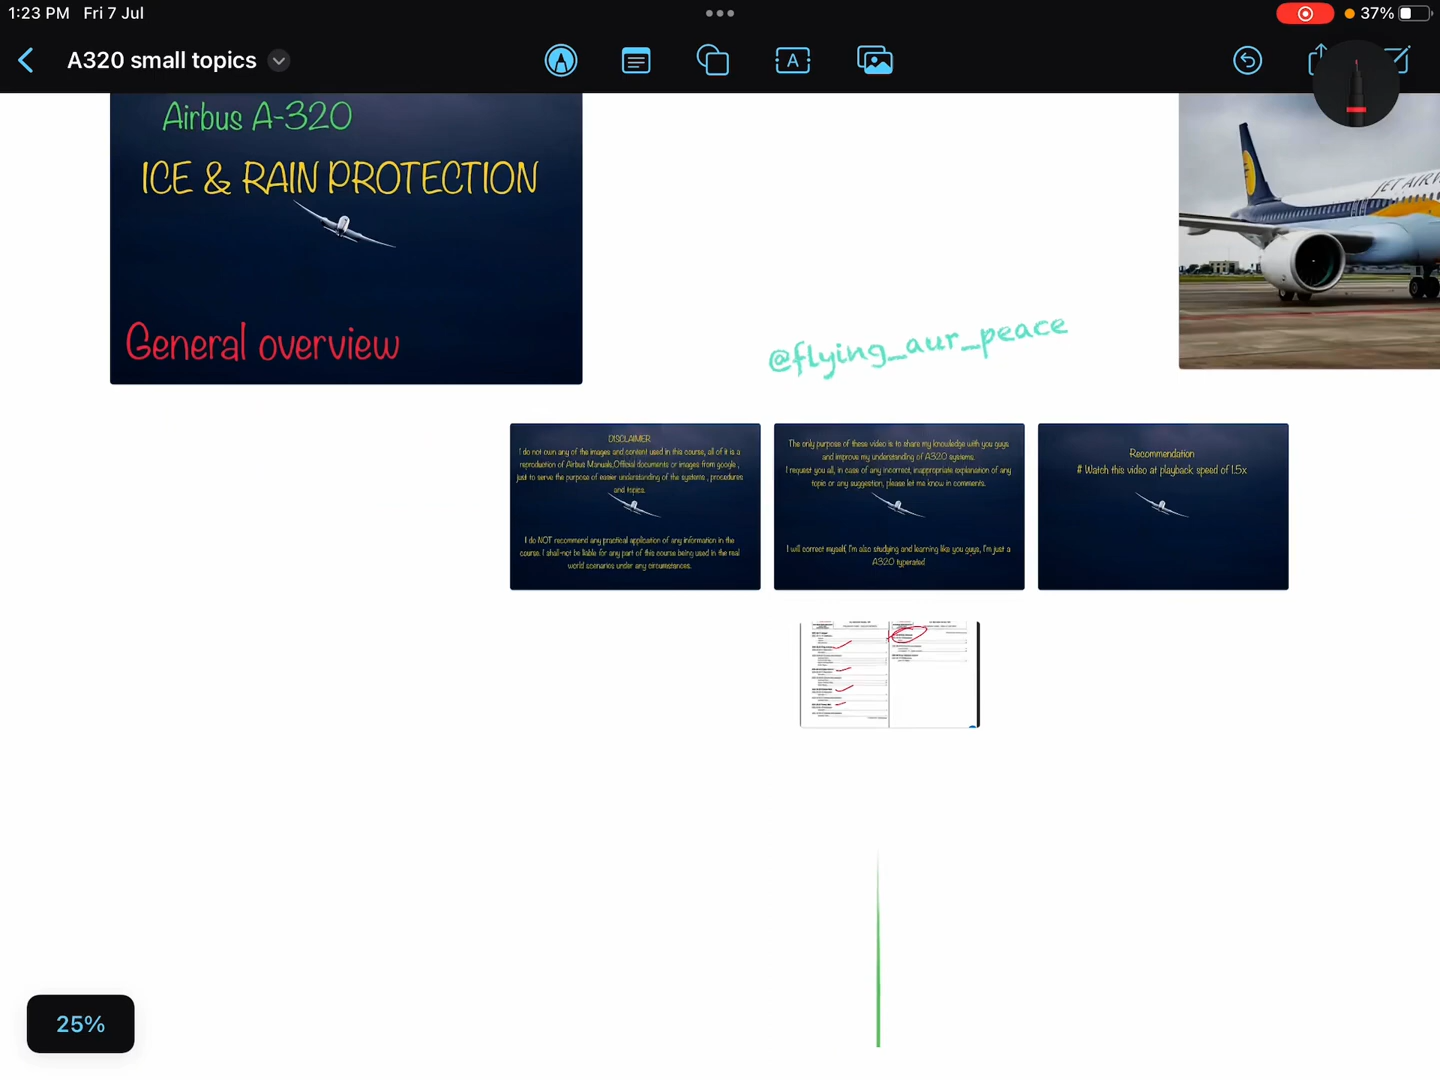 1:23 PM Fri 7 Jul
37%
A320 small topics
A
Airbus A-320
ICE & RAIN PROTECTION
General overview
JET AIRW
@flying_aur_peace
DISCLAIMER
I do not own any of the images and content used in this course, all of it is a
reproduction of Airbus Manuals,Official documents or images from google ,
just to serve the purpose of easier understanding of the systems , procedures
and topics.
I do NOT recommend any practical application of any information in the
course. I shall-not be liable for any part of this course being used in the real
world scenarios under any circumstances.
The only purpose of these video is to share my knowledge with you guys
and improve my understanding of A320 systems.
I request you all, in case of any incorrect, inappropriate explanation of any
topic or any suggestion, please let me know in comments.
I will correct myself, I'm also studying and learning like you guys, I'm just a
A320 typerated
Recommendation
# Watch this video at playback speed of 1.5x
25%